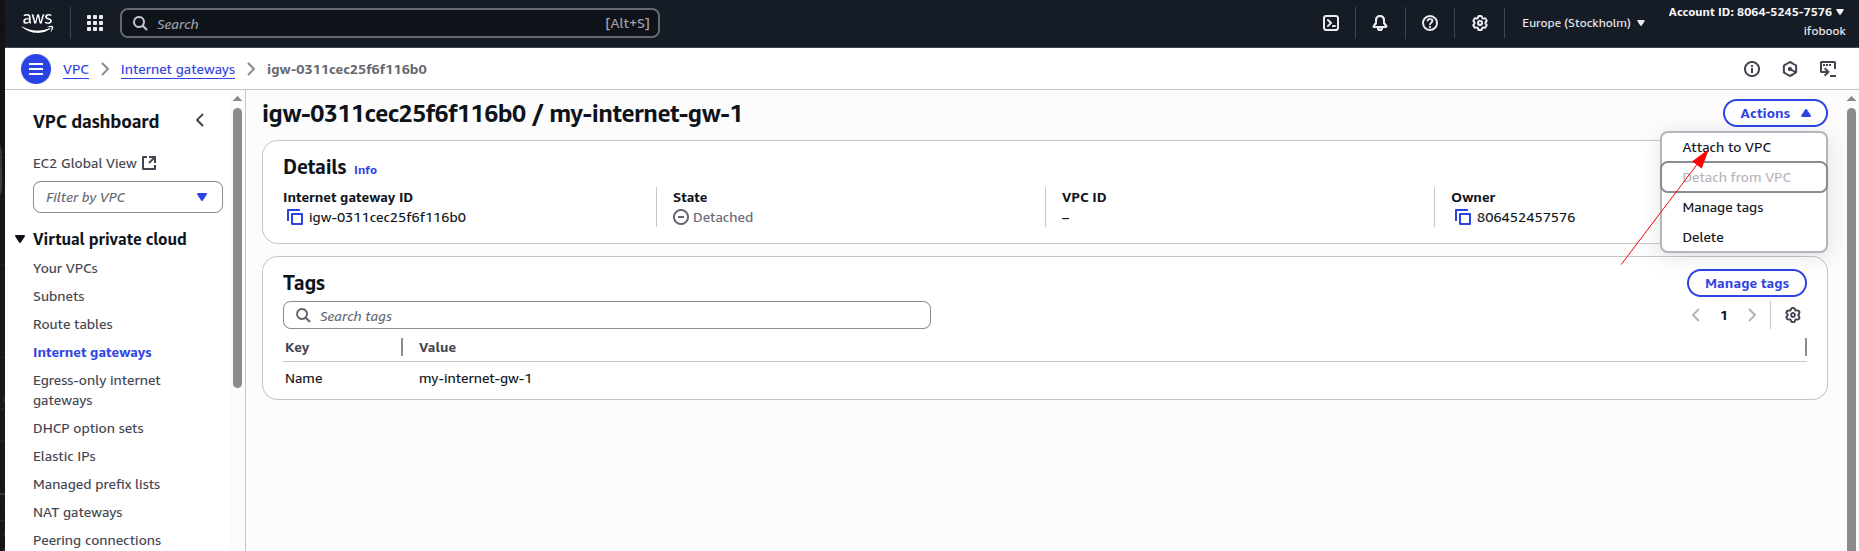 aws
Search [Alt+S]
Europe (Stockholm)
Account ID: 8064-5245-7576
ifobook
VPC
Internet gateways
igw-0311cec25f6f116b0
VPC dashboard
EC2 Global View
Filter by VPC
Virtual private cloud
Your VPCs
Subnets
Route tables
Internet gateways
Egress-only internet
gateways
DHCP option sets
Elastic IPs
Managed prefix lists
NAT gateways
Peering connections
igw-0311cec25f6f116b0 / my-internet-gw-1
Actions
Attach to VPC
Detach from VPC
Manage tags
Delete
Details Info
Internet gateway ID
igw-0311cec25f6f116b0
State
Detached
VPC ID
–
Owner
806452457576
Tags
Manage tags
Search tags
1
Key Value
Name my-internet-gw-1